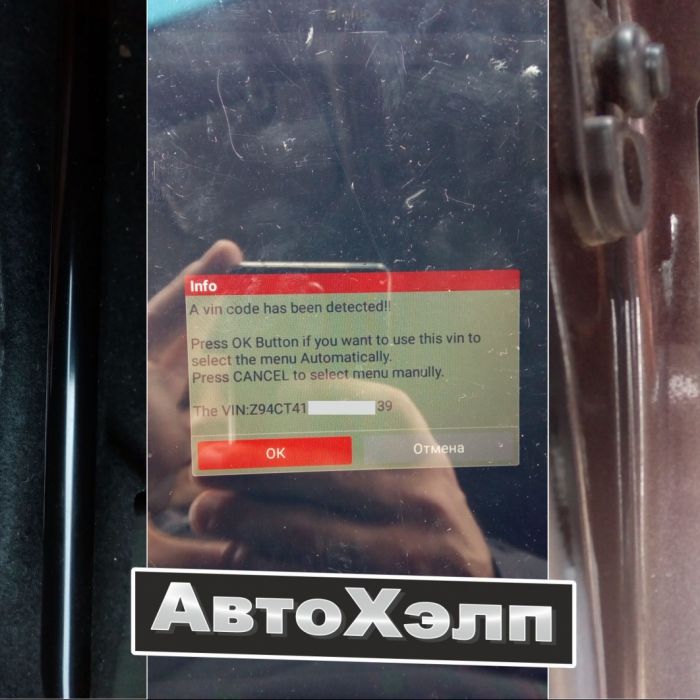 Info
A vin code has been detected!!
Press OK Button if you want to use this vin to
select the menu Automatically.
Press CANCEL to select menu manully.
The VIN:Z94CT41 39
OK Отмена
АвтоХэлп